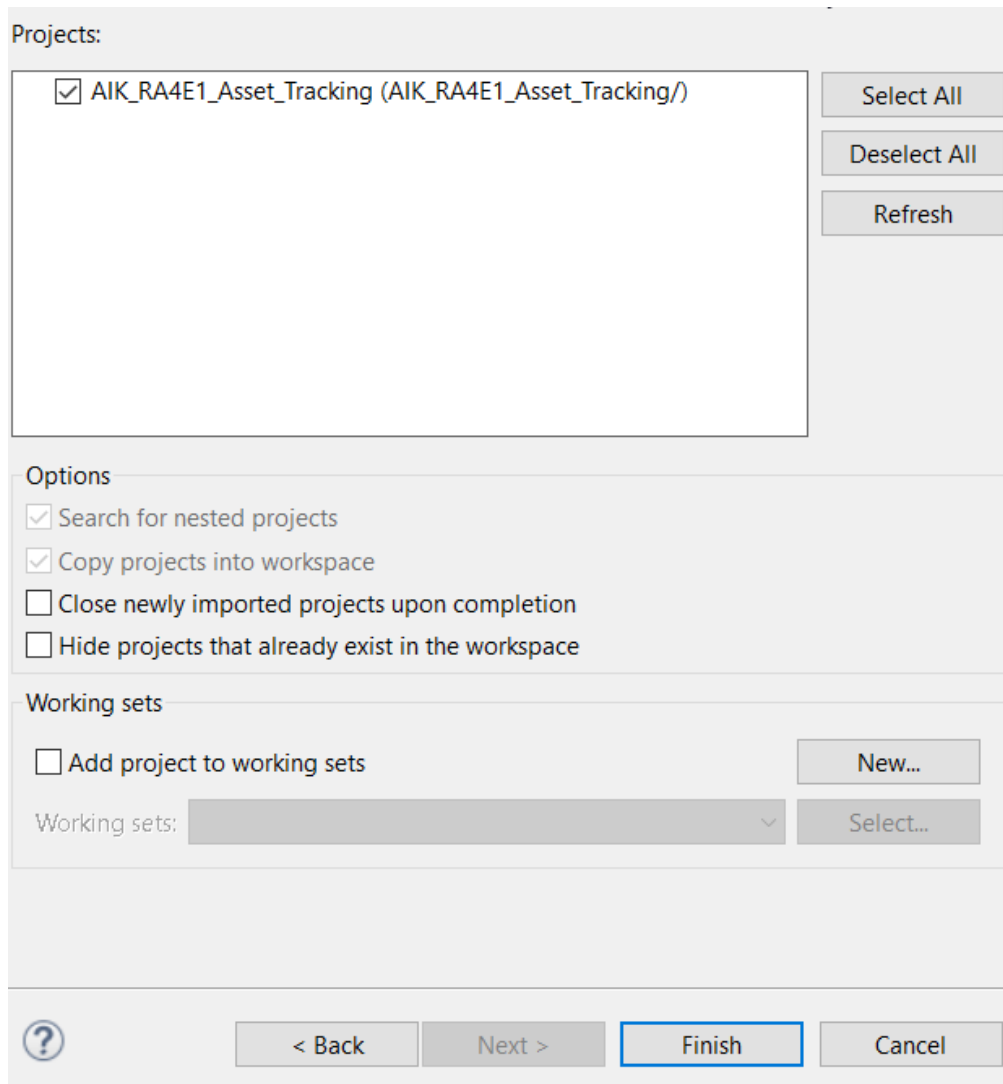 Projects:
AIK_RA4E1_Asset_Tracking (AIK_RA4E1_Asset_Tracking/)
Select All
Deselect All
Refresh
Options
Search for nested projects
Copy projects into workspace
Close newly imported projects upon completion
Hide projects that already exist in the workspace
Working sets
Add project to working sets
New...
Working sets:
Select...
?
< Back
Next >
Finish
Cancel